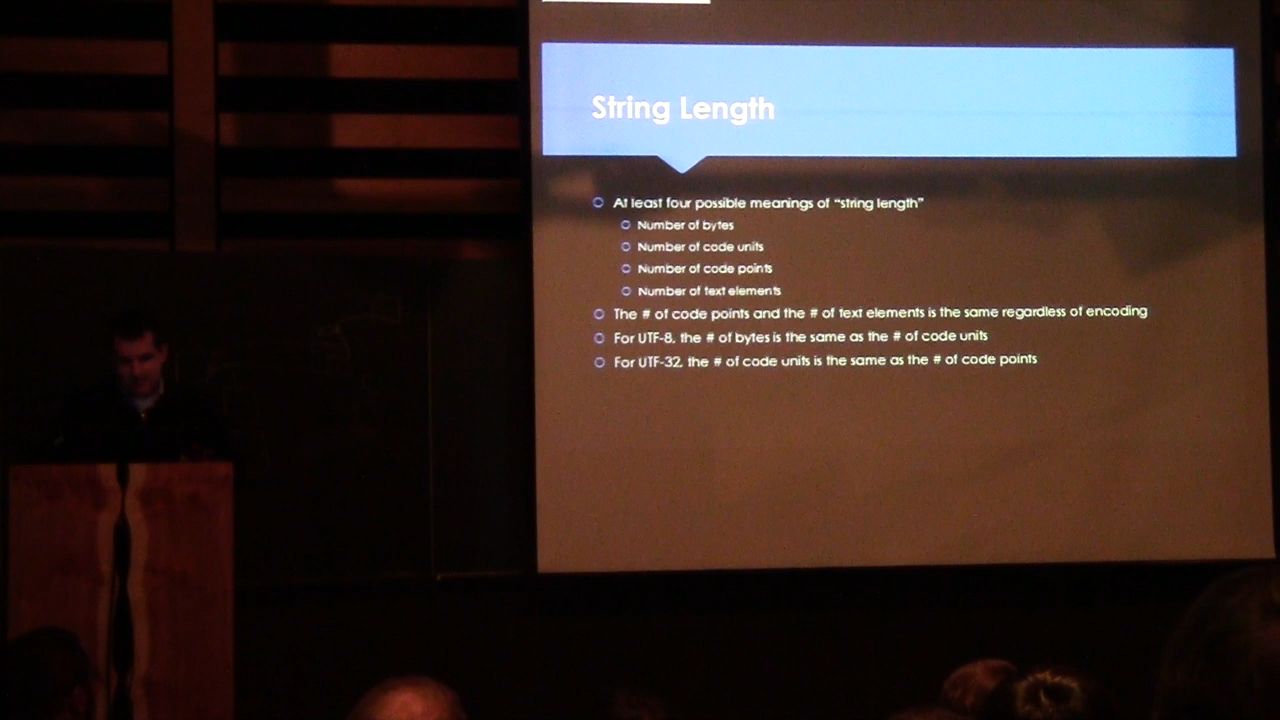 String Length
At least four possible meanings of “string length”
Number of bytes
Number of code units
Number of code points
Number of text elements
The # of code points and the # of text elements is the same regardless of encoding
For UTF-8, the # of bytes is the same as the # of code units
For UTF-32, the # of code units is the same as the # of code points